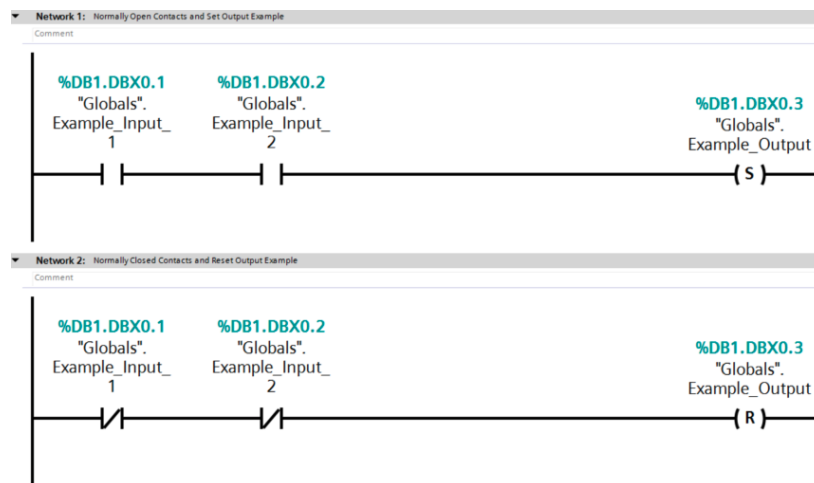 Network 1: Normally Open Contacts and Set Output Example
Comment
%DB1.DBX0.1
"Globals".
Example_Input_
1
%DB1.DBX0.2
"Globals".
Example_Input_
2
%DB1.DBX0.3
"Globals".
Example_Output
S
Network 2: Normally Closed Contacts and Reset Output Example
Comment
%DB1.DBX0.1
"Globals".
Example_Input_
1
%DB1.DBX0.2
"Globals".
Example_Input_
2
%DB1.DBX0.3
"Globals".
Example_Output
R